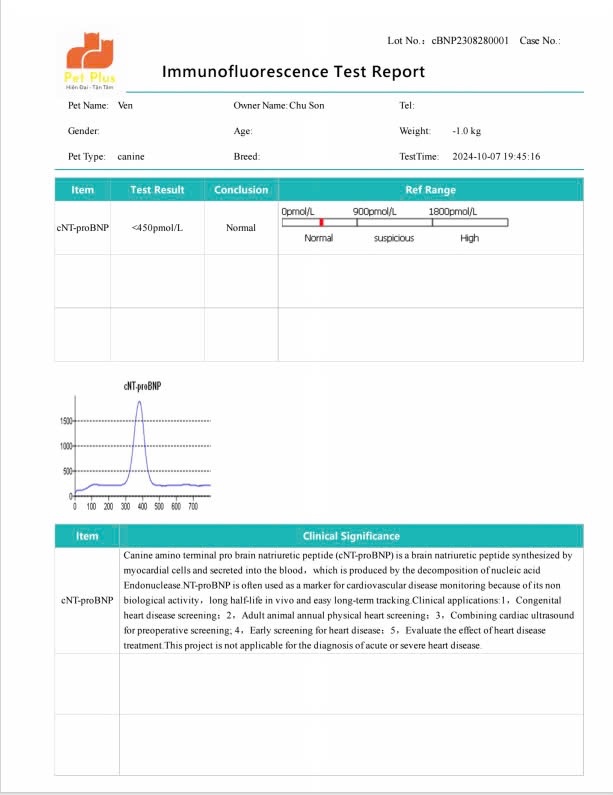 Lot No.：cBNP2308280001 Case No.:
Pet Plus
Hiện Đại - Tận Tâm
Immunofluorescence Test Report
Pet Name: Ven Owner Name: Chu Son Tel:
Gender: Age: Weight: -1.0 kg
Pet Type: canine Breed: TestTime: 2024-10-07 19:45:16
Item Test Result Conclusion Ref Range
0pmol/L 900pmol/L 1800pmol/L
cNT-proBNP <450pmol/L Normal
Normal suspicious High
cNT-proBNP
1500
1000
500
0
0 100 200 300 400 500 600 700
Item Clinical Significance
cNT-proBNP
Canine amino terminal pro brain natriuretic peptide (cNT-proBNP) is a brain natriuretic peptide synthesized by
myocardial cells and secreted into the blood，which is produced by the decomposition of nucleic acid
Endonuclease.NT-proBNP is often used as a marker for cardiovascular disease monitoring because of its non
biological activity，long half-life in vivo and easy long-term tracking.Clinical applications:1，Congenital
heart disease screening；2，Adult animal annual physical heart screening；3，Combining cardiac ultrasound
for preoperative screening; 4，Early screening for heart disease；5，Evaluate the effect of heart disease
treatment.This project is not applicable for the diagnosis of acute or severe heart disease.